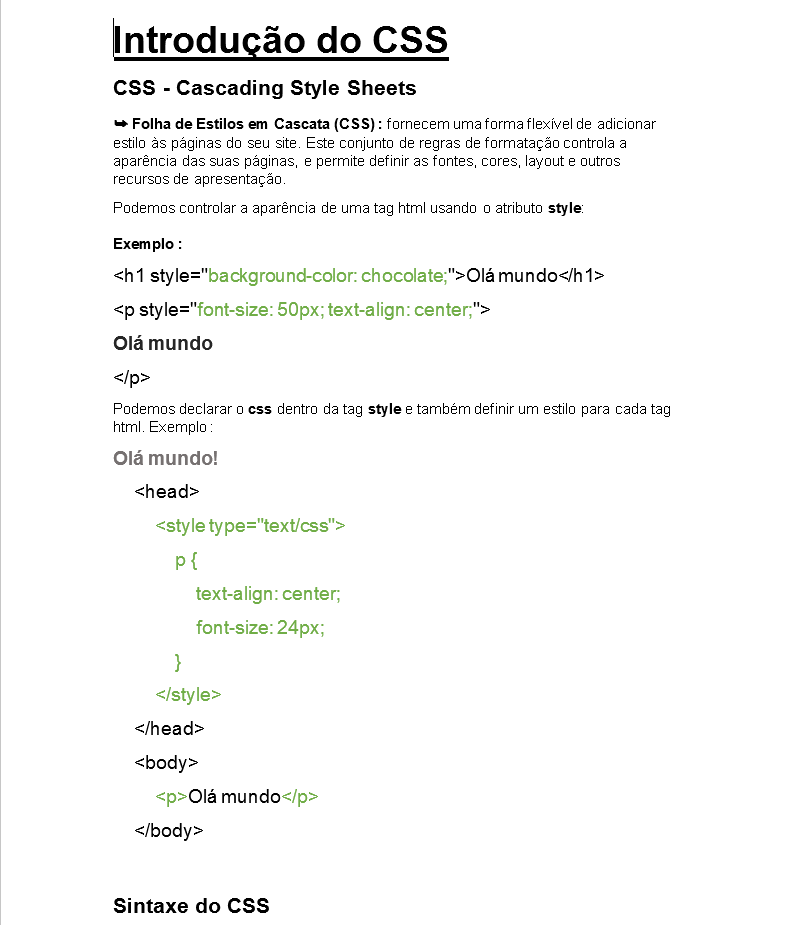 Introdução do CSS
CSS - Cascading Style Sheets
➥ Folha de Estilos em Cascata (CSS) : fornecem uma forma flexível de adicionar
estilo às páginas do seu site. Este conjunto de regras de formatação controla a
aparência das suas páginas, e permite definir as fontes, cores, layout e outros
recursos de apresentação.
Podemos controlar a aparência de uma tag html usando o atributo style:
Exemplo :
<h1 style="background-color: chocolate;">Olá mundo</h1>
<p style="font-size: 50px; text-align: center;">
Olá mundo
</p>
Podemos declarar o css dentro da tag style e também definir um estilo para cada tag
html. Exemplo :
Olá mundo!
<head>
<style type="text/css">
p {
text-align: center;
font-size: 24px;
}
</style>
</head>
<body>
<p>Olá mundo</p>
</body>
Sintaxe do CSS